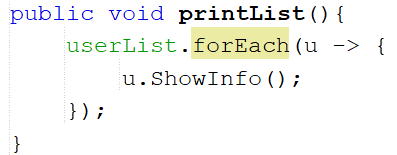 public void printList(){
    userList.forEach(u -> {
        u.ShowInfo();
    });
}